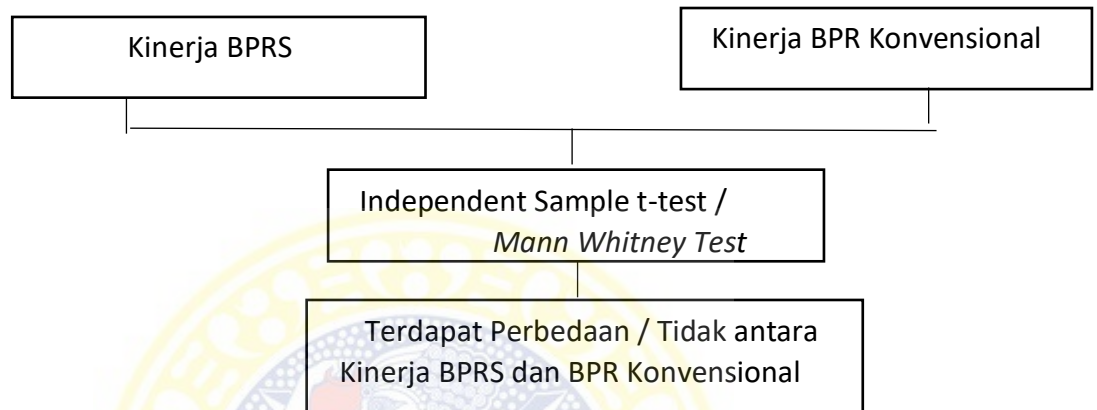 Kinerja BPRS
Kinerja BPR Konvensional
Independent Sample t-test /
Mann Whitney Test
Terdapat Perbedaan / Tidak antara
Kinerja BPRS dan BPR Konvensional